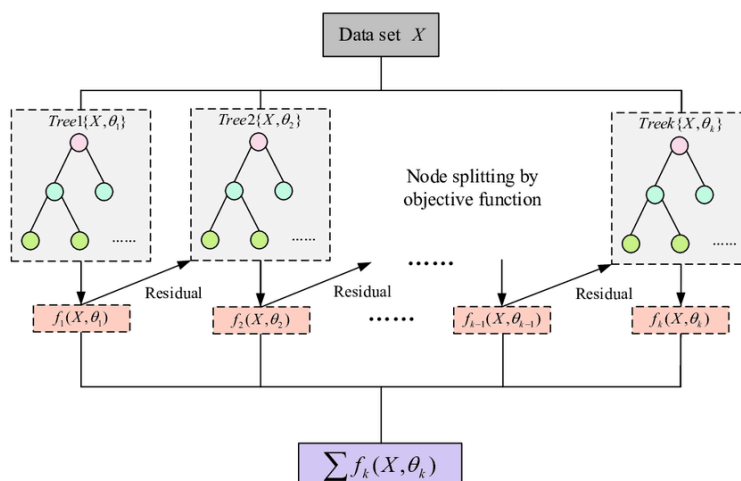 Data set X
Tree1{X,θ₁}
Tree2{X,θ₂}
Treek{X,θₖ}
Node splitting by
objective function
......
......
......
......
Residual
Residual
Residual
......
f₁(X,θ₁)
f₂(X,θ₂)
fₖ₋₁(X,θₖ₋₁)
fₖ(X,θₖ)
∑ fₖ(X,θₖ)